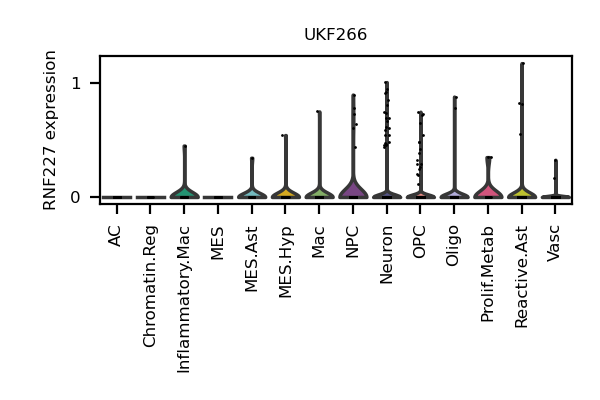 UKF266
RNF227 expression
1
0
AC
Chromatin.Reg
Inflammatory.Mac
MES
MES.Ast
MES.Hyp
Mac
NPC
Neuron
OPC
Oligo
Prolif.Metab
Reactive.Ast
Vasc